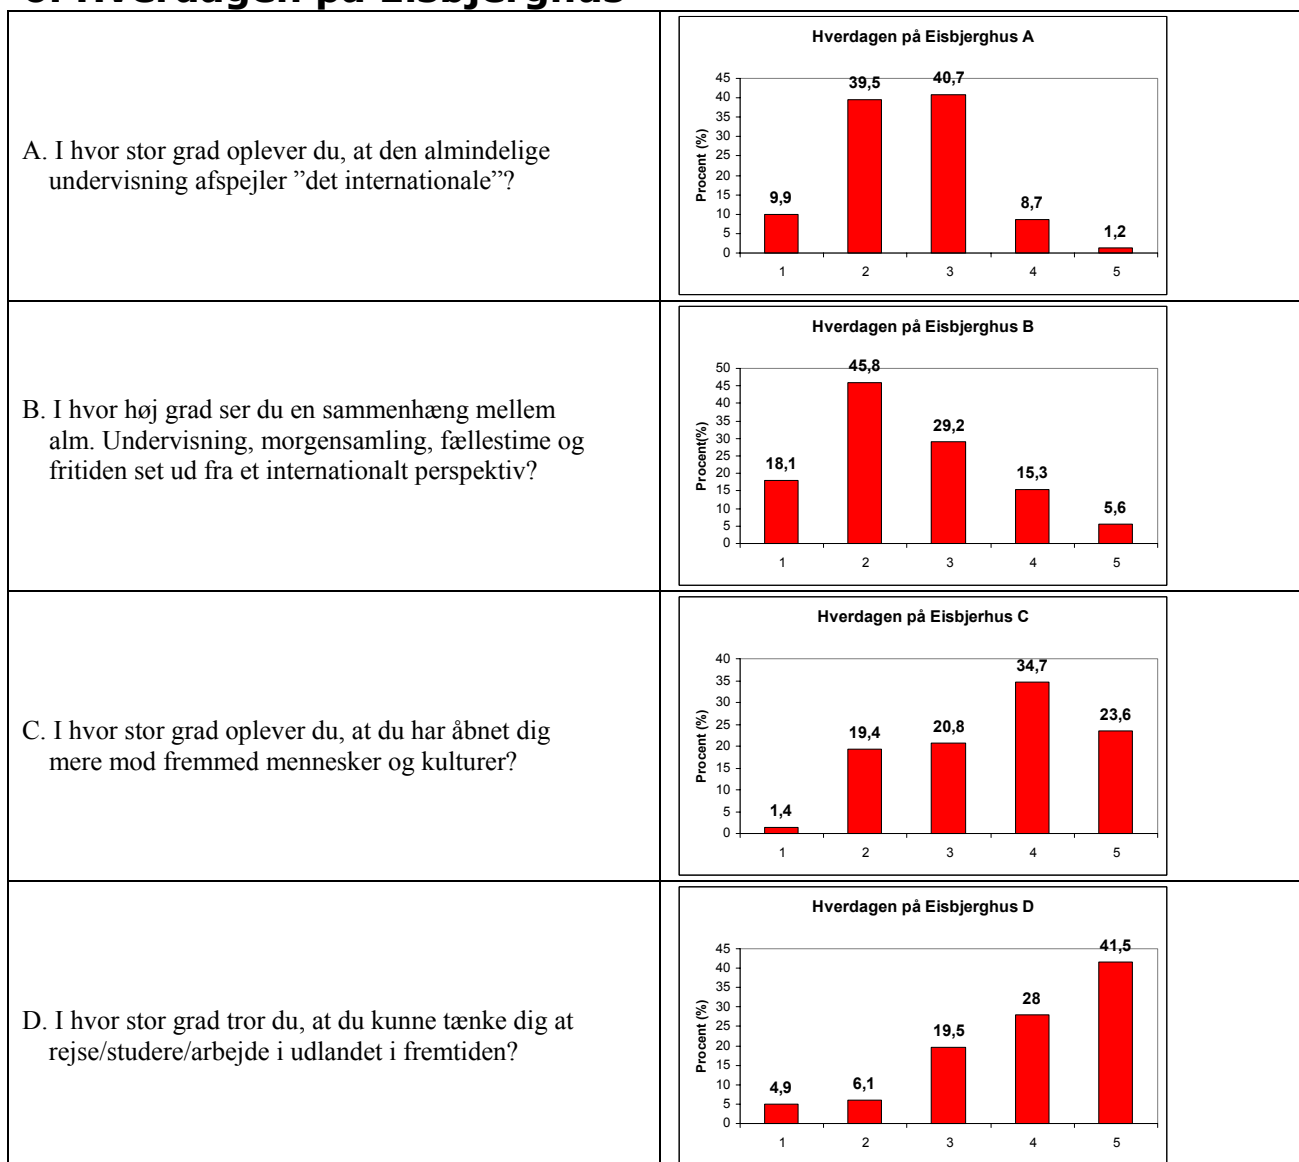 6. Hverdagen på Eisbjerghus
A. I hvor stor grad oplever du, at den almindelige
undervisning afspejler ”det internationale”?
Hverdagen på Eisbjerghus A
Procent (%)
45
40
35
30
25
20
15
10
5
0
9,9
39,5
40,7
8,7
1,2
1 2 3 4 5
B. I hvor høj grad ser du en sammenhæng mellem
alm. Undervisning, morgensamling, fællestime og
fritiden set ud fra et internationalt perspektiv?
Hverdagen på Eisbjerghus B
Procent(%)
50
45
40
35
30
25
20
15
10
5
0
18,1
45,8
29,2
15,3
5,6
1 2 3 4 5
C. I hvor stor grad oplever du, at du har åbnet dig
mere mod fremmed mennesker og kulturer?
Hverdagen på Eisbjerhus C
Procent (%)
40
35
30
25
20
15
10
5
0
1,4
19,4
20,8
34,7
23,6
1 2 3 4 5
D. I hvor stor grad tror du, at du kunne tænke dig at
rejse/studere/arbejde i udlandet i fremtiden?
Hverdagen på Eisbjerghus D
Procent (%)
45
40
35
30
25
20
15
10
5
0
4,9
6,1
19,5
28
41,5
1 2 3 4 5